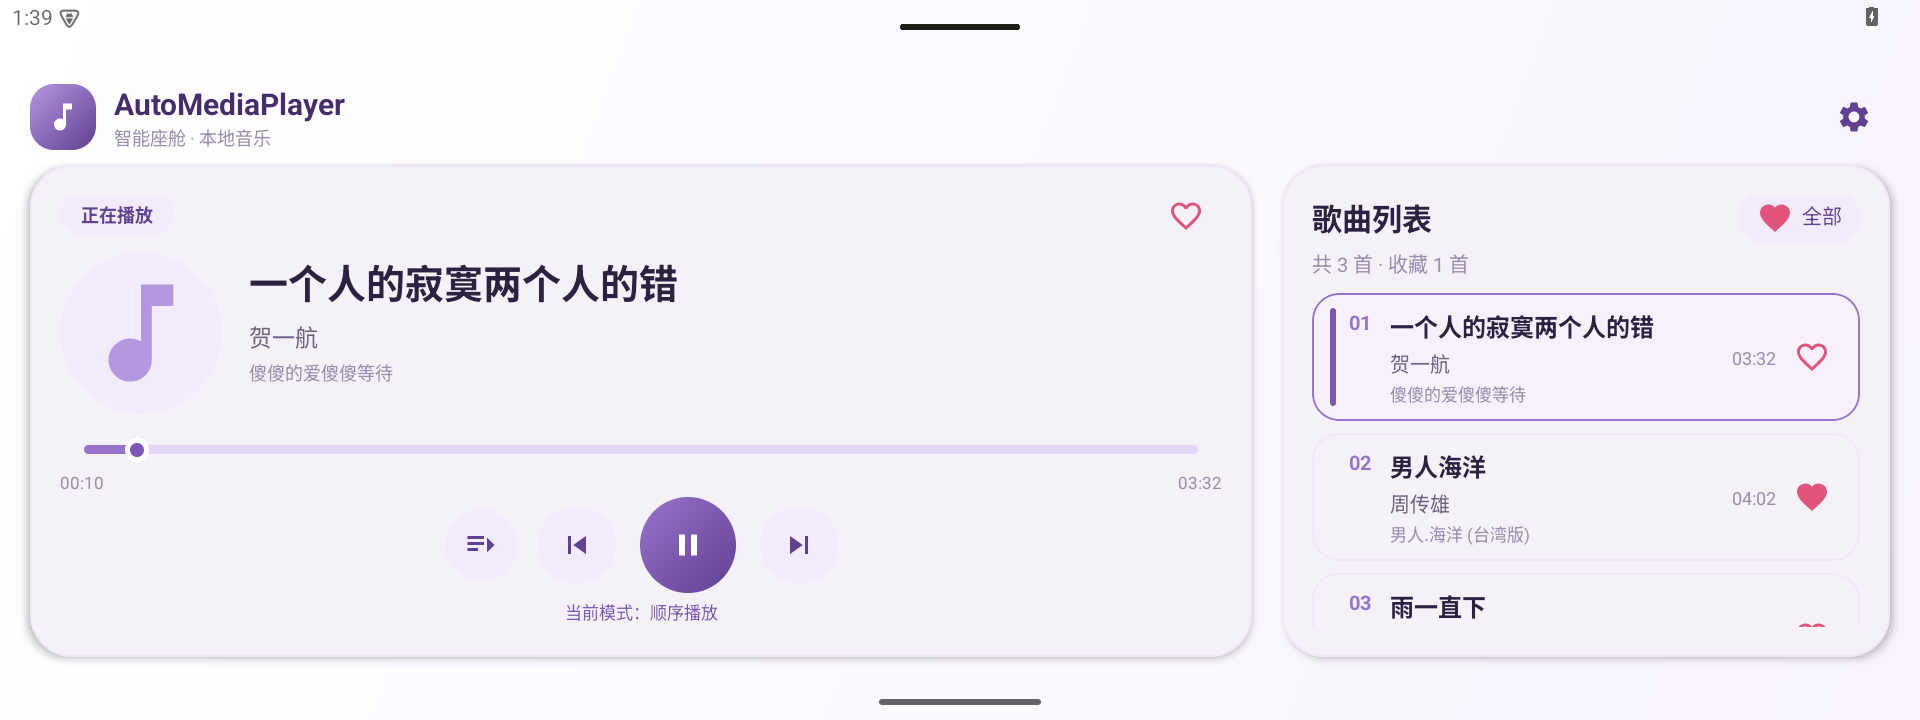 1:39
AutoMediaPlayer
智能座舱 · 本地音乐
正在播放
一个人的寂寞两个人的错
贺一航
傻傻的爱傻傻等待
00:10
03:32
当前模式：顺序播放
歌曲列表
全部
共 3 首 · 收藏 1 首
01
一个人的寂寞两个人的错
贺一航
傻傻的爱傻傻等待
03:32
02
男人海洋
周传雄
男人.海洋 (台湾版)
04:02
03
雨一直下